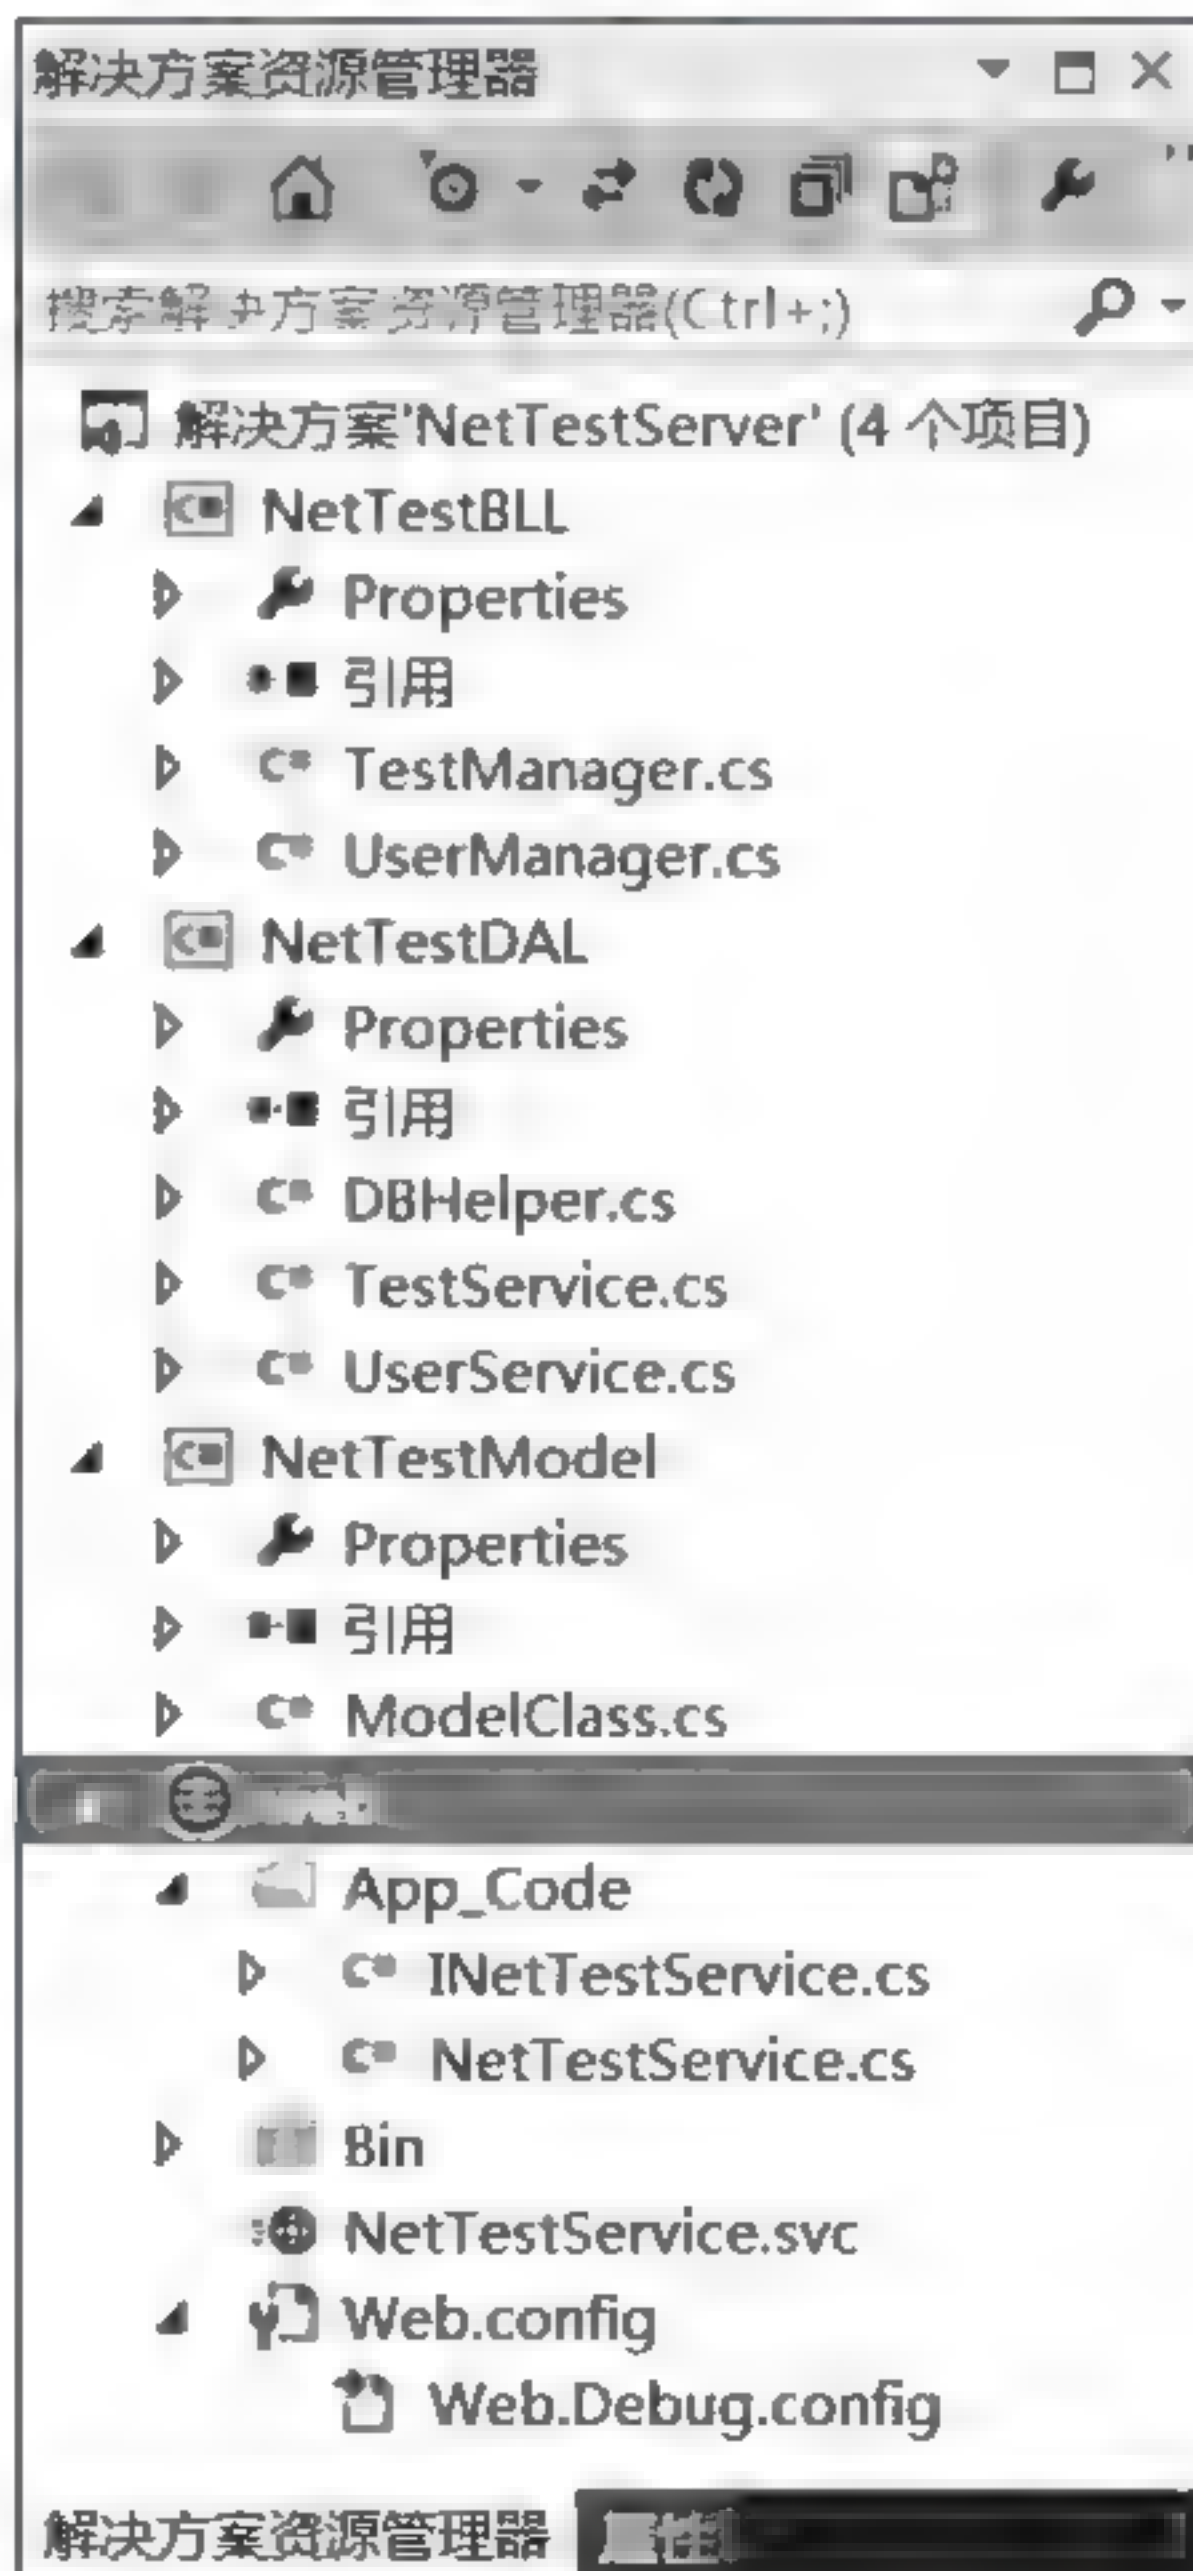 解决方案资源管理器
搜索解决方案资源管理器(Ctrl+;)
解决方案'NetTestServer' (4 个项目)
NetTestBLL
Properties
引用
TestManager.cs
UserManager.cs
NetTestDAL
Properties
引用
DBHelper.cs
TestService.cs
UserService.cs
NetTestModel
Properties
引用
ModelClass.cs
App_Code
INetTestService.cs
NetTestService.cs
Bin
NetTestService.svc
Web.config
Web.Debug.config
解决方案资源管理器